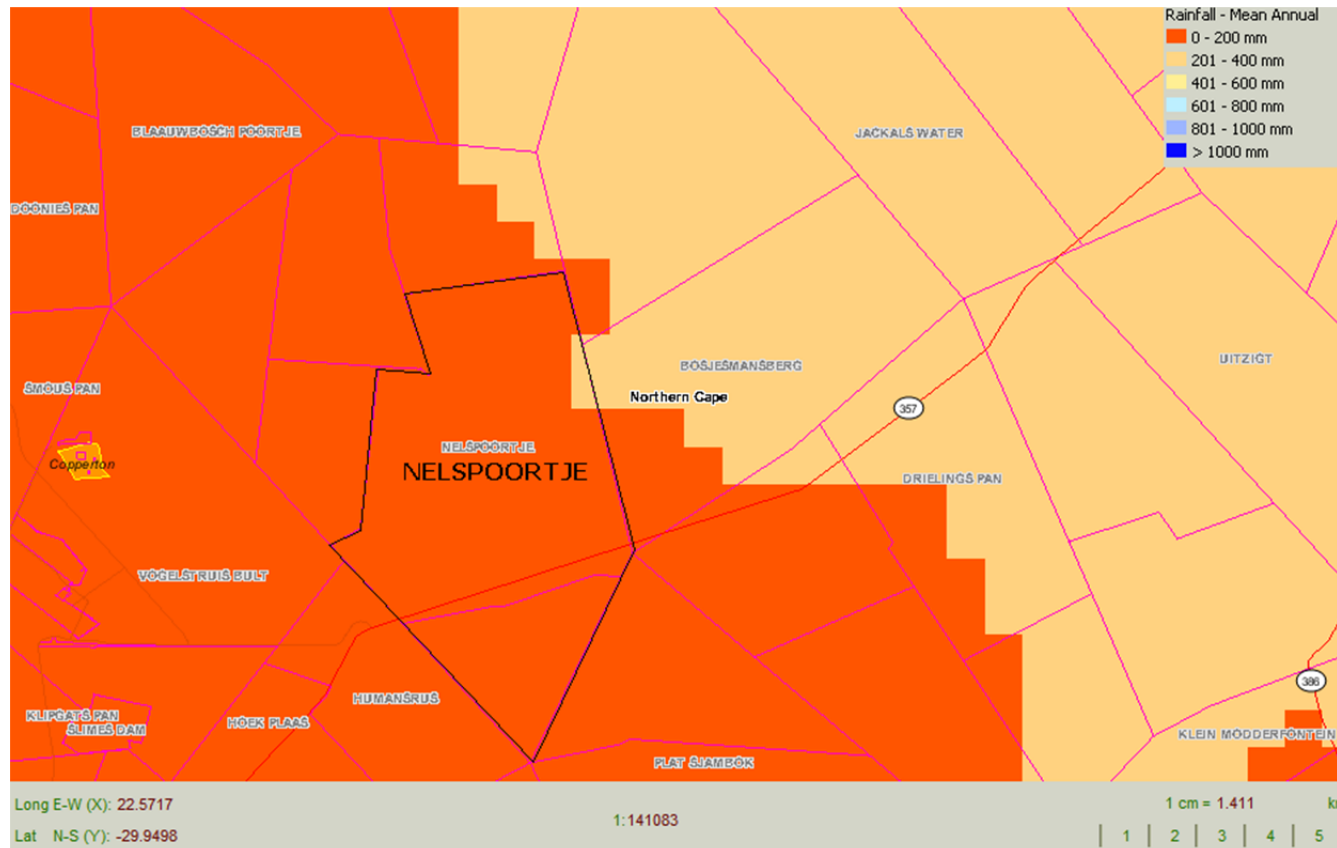 Rainfall - Mean Annual
0 - 200 mm
201 - 400 mm
401 - 600 mm
601 - 800 mm
801 - 1000 mm
> 1000 mm
BLAAUWBOSCH POORTJE
JACKALS WATER
DOONIES PAN
UITZIGT
BOSJESMANSBERG
SMOUS PAN
Northern Cape
357
NELSPOORTJE
Copperton
NELSPOORTJE
DRIELINGS PAN
VOGELSTRUIS BULT
386
HUMANSRUS
KLIPGATS PAN
HOEK PLAAS
SLIMES DAM
KLEIN MODDERFONTEIN
PLAT SJAMBOK
Long E-W (X): 22.5717
1 cm = 1.411
Lat N-S (Y): -29.9498
1:141083
1 2 3 4 5